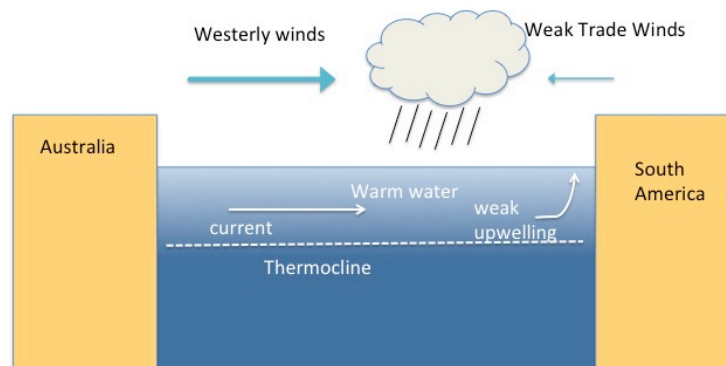 Westerly winds
Weak Trade Winds
Australia
South
America
Warm water
current
weak
upwelling
Thermocline